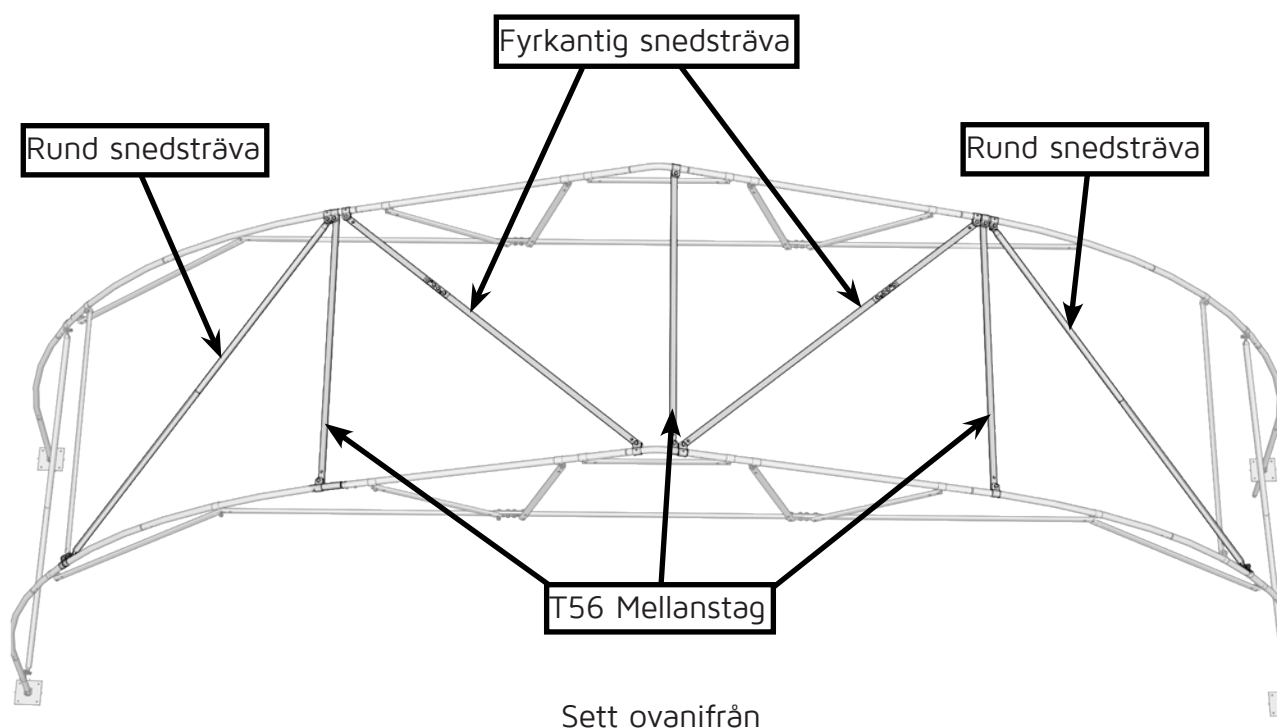 Fyrkantig snedsträva
Rund snedsträva
Rund snedsträva
T56 Mellanstag
Sett ovanifrån